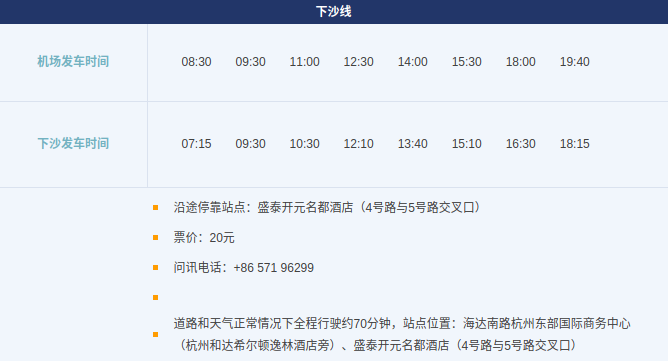 下沙线
机场发车时间 08:30 09:30 11:00 12:30 14:00 15:30 18:00 19:40
下沙发车时间 07:15 09:30 10:30 12:10 13:40 15:10 16:30 18:15
沿途停靠站点：盛泰开元名都酒店（4号路与5号路交叉口）
票价：20元
问讯电话：+86 571 96299
道路和天气正常情况下全程行驶约70分钟，站点位置：海达南路杭州东部国际商务中心
（杭州和达希尔顿逸林酒店旁）、盛泰开元名都酒店（4号路与5号路交叉口）